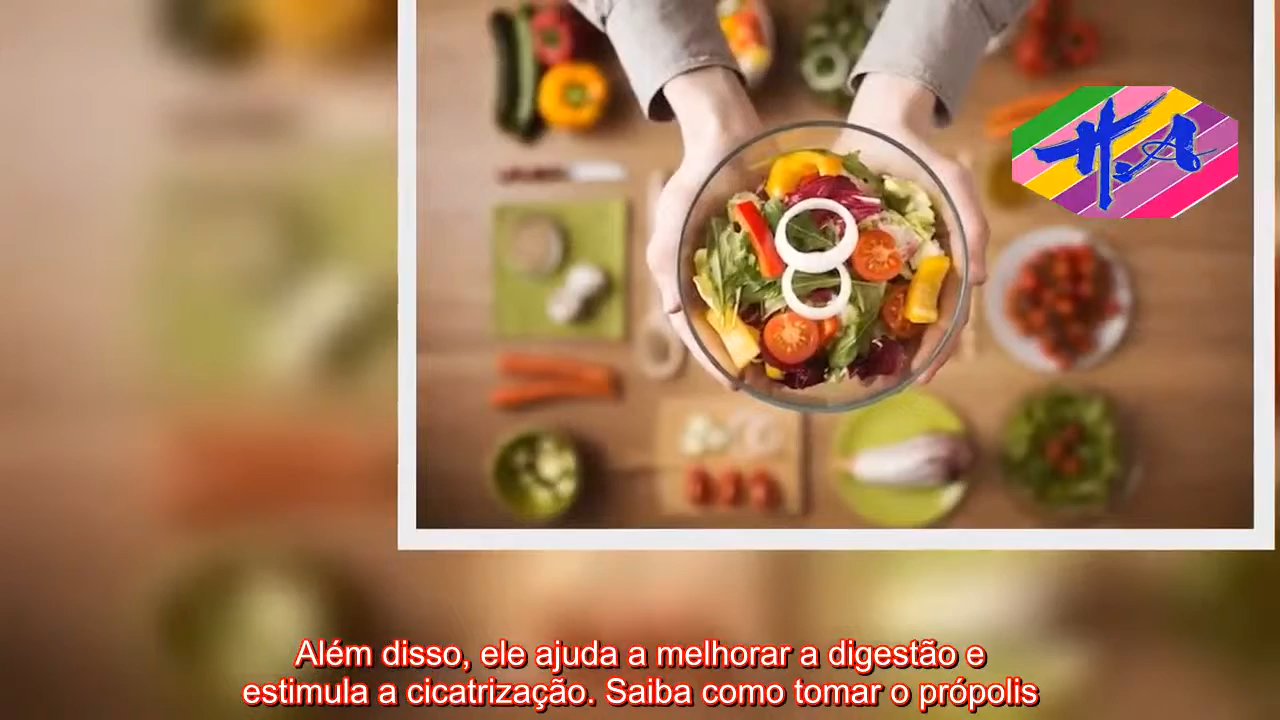 H.A.
Além disso, ele ajuda a melhorar a digestão e
estimula a cicatrização. Saiba como tomar o própolis